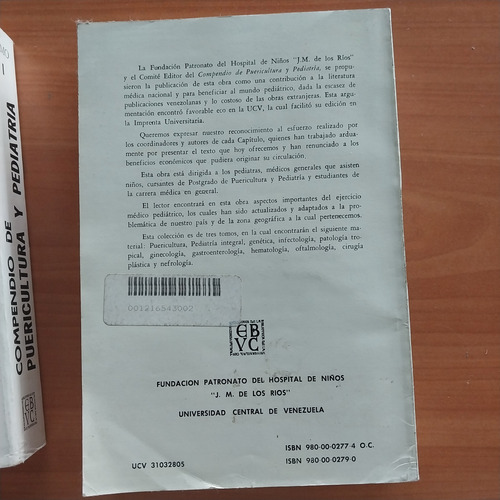 COMPENDIO DE
PUERICULTURA Y PEDIATRIA
La Fundación Patronato del Hospital de Niños "J.M. de los Ríos"
y el Comité Editor del Compendio de Puericultura y Pediatría, se propu-
sieron la publicación de esta obra como una contribución a la literatura
médica nacional y para beneficiar al mundo pediátrico, dada la escasez de
publicaciones venezolanas y lo costoso de las obras extranjeras. Esta argu-
mentación encontró favorable eco en la UCV, la cual facilitó su edición en
la Imprenta Universitaria.
Queremos expresar nuestro reconocimiento al esfuerzo realizado por
los coordinadores y autores de cada Capítulo, quienes han trabajado ardua-
mente por presentar el texto que hoy ofrecemos y han renunciado a los
beneficios económicos que pudiera originar su circulación.
Esta obra está dirigida a los pediatras, médicos generales que asisten
niños, cursantes de Postgrado de Puericultura y Pediatría y estudiantes de
la carrera médica en general.
El lector encontrará en esta obra aspectos importantes del ejercicio
médico pediátrico, los cuales han sido actualizados y adaptados a la pro-
blemática de nuestro país y de la zona geográfica a la cual pertenecemos.
Esta colección es de tres tomos, en la cual encontrarán el siguiente ma-
terial: Puericultura, Pediatría integral, genética, infectología, patología tro-
pical, ginecología, gastroenterología, hematología, oftalmología, cirugía
plástica y nefrología.
001216543002
EB
VC
FUNDACION PATRONATO DEL HOSPITAL DE NIÑOS
"J. M. DE LOS RIOS"
UNIVERSIDAD CENTRAL DE VENEZUELA
ISBN 980-00-0277-4 O.C.
UCV 31032805
ISBN 980-00-0279-0